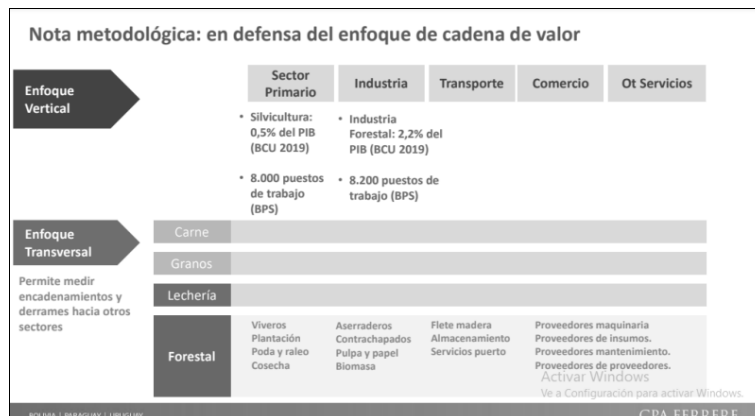 Nota metodológica: en defensa del enfoque de cadena de valor
Enfoque
Vertical
Sector
Primario
Industria
Transporte
Comercio
Ot Servicios
• Silvicultura:
0,5% del PIB
(BCU 2019)
• 8.000 puestos
de trabajo
(BPS)
• Industria
Forestal: 2,2% del
PIB (BCU 2019)
• 8.200 puestos de
trabajo (BPS)
Enfoque
Transversal
Permite medir
encadenamientos y
derrames hacia otros
sectores
Carne
Granos
Lechería
Forestal
Viveros
Plantación
Poda y raleo
Cosecha
Aserraderos
Contrachapados
Pulpa y papel
Biomasa
Flete madera
Almacenamiento
Servicios puerto
Proveedores maquinaria
Proveedores de insumos.
Proveedores mantenimiento.
Proveedores de proveedores.
Activar Windows
Ve a Configuración para activar Windows.
BOLIVIA | PARAGUAY | URUGUAY
CPA FERRERE